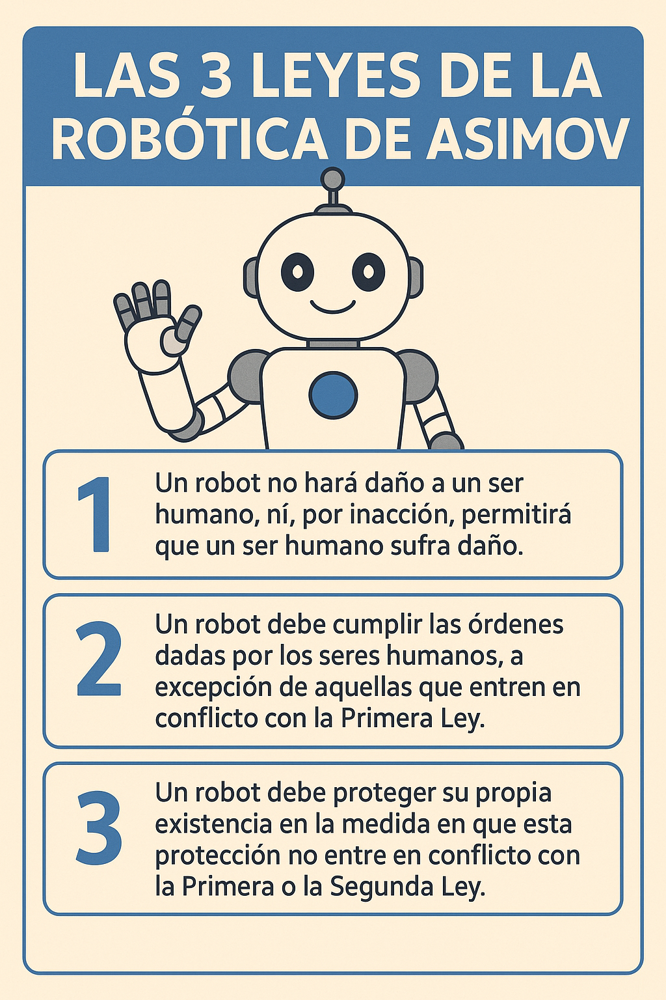 LAS 3 LEYES DE LA
ROBÓTICA DE ASIMOV
1
Un robot no hará daño a un ser
humano, ní, por inacción, permitirá
que un ser humano sufra daño.
2
Un robot debe cumplir las órdenes
dadas por los seres humanos, a
excepción de aquellas que entren en
conflicto con la Primera Ley.
3
Un robot debe proteger su propia
existencia en la medida en que esta
protección no entre en conflicto con
la Primera o la Segunda Ley.